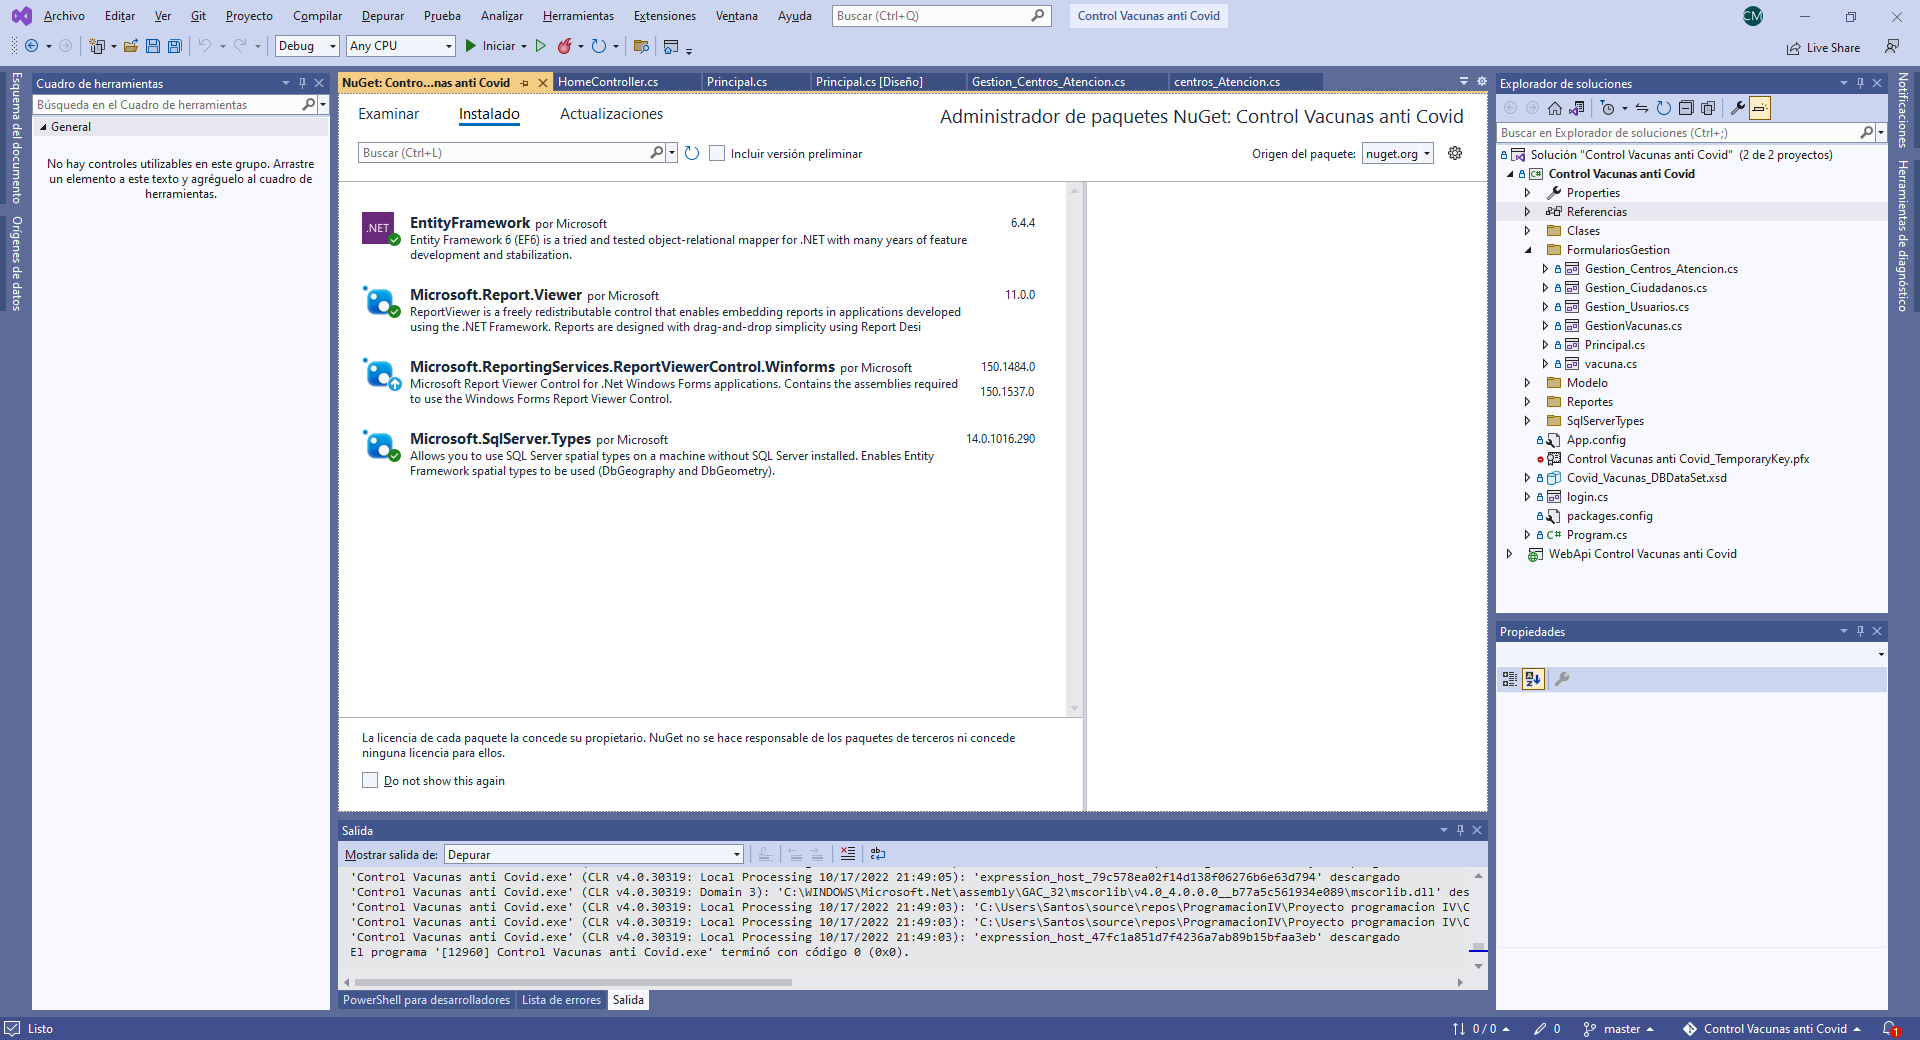 Archivo Editar Ver Git Proyecto Compilar Depurar Prueba Analizar Herramientas Extensiones Ventana Ayuda Buscar (Ctrl+Q) Control Vacunas anti Covid CM
Debug Any CPU Iniciar Live Share
Esquema del documento
Orígenes de datos
Cuadro de herramientas
Búsqueda en el Cuadro de herramientas
General
No hay controles utilizables en este grupo. Arrastre
un elemento a este texto y agréguelo al cuadro de
herramientas.
NuGet: Contro...nas anti Covid HomeController.cs Principal.cs Principal.cs [Diseño] Gestion_Centros_Atencion.cs centros_Atencion.cs
Examinar Instalado Actualizaciones
Administrador de paquetes NuGet: Control Vacunas anti Covid
Buscar (Ctrl+L) Incluir versión preliminar
Origen del paquete: nuget.org
.NET
EntityFramework por Microsoft 6.4.4
Entity Framework 6 (EF6) is a tried and tested object-relational mapper for .NET with many years of feature
development and stabilization.
Microsoft.Report.Viewer por Microsoft 11.0.0
ReportViewer is a freely redistributable control that enables embedding reports in applications developed
using the .NET Framework. Reports are designed with drag-and-drop simplicity using Report Desi
Microsoft.ReportingServices.ReportViewerControl.Winforms por Microsoft 150.1484.0
Microsoft Report Viewer Control for .Net Windows Forms applications. Contains the assemblies required
to use the Windows Forms Report Viewer Control.
150.1537.0
Microsoft.SqlServer.Types por Microsoft 14.0.1016.290
Allows you to use SQL Server spatial types on a machine without SQL Server installed. Enables Entity
Framework spatial types to be used (DbGeography and DbGeometry).
La licencia de cada paquete la concede su propietario. NuGet no se hace responsable de los paquetes de terceros ni concede
ninguna licencia para ellos.
Do not show this again
Salida
Mostrar salida de: Depurar
'Control Vacunas anti Covid.exe' (CLR v4.0.30319: Local Processing 10/17/2022 21:49:05): 'expression_host_79c578ea02f14d138f06276b6e63d794' descargado
'Control Vacunas anti Covid.exe' (CLR v4.0.30319: Domain 3): 'C:\WINDOWS\Microsoft.Net\assembly\GAC_32\mscorlib\v4.0_4.0.0.0__b77a5c561934e089\mscorlib.dll' des
'Control Vacunas anti Covid.exe' (CLR v4.0.30319: Local Processing 10/17/2022 21:49:03): 'C:\Users\Santos\source\repos\ProgramacionIV\Proyecto programacion IV\C
'Control Vacunas anti Covid.exe' (CLR v4.0.30319: Local Processing 10/17/2022 21:49:03): 'C:\Users\Santos\source\repos\ProgramacionIV\Proyecto programacion IV\C
'Control Vacunas anti Covid.exe' (CLR v4.0.30319: Local Processing 10/17/2022 21:49:03): 'expression_host_47fc1a851d7f4236a7ab89b15bfaa3eb' descargado
El programa '[12960] Control Vacunas anti Covid.exe' terminó con código 0 (0x0).
PowerShell para desarrolladores Lista de errores Salida
Explorador de soluciones
Buscar en Explorador de soluciones (Ctrl+;)
Solución "Control Vacunas anti Covid" (2 de 2 proyectos)
C# Control Vacunas anti Covid
Properties
Referencias
Clases
FormulariosGestion
Gestion_Centros_Atencion.cs
Gestion_Ciudadanos.cs
Gestion_Usuarios.cs
GestionVacunas.cs
Principal.cs
vacuna.cs
Modelo
Reportes
SqlServerTypes
App.config
Control Vacunas anti Covid_TemporaryKey.pfx
Covid_Vacunas_DBDataSet.xsd
login.cs
packages.config
C# Program.cs
WebApi Control Vacunas anti Covid
Propiedades
Notificaciones
Herramientas de diagnóstico
Listo 0 / 0 0 master Control Vacunas anti Covid 1